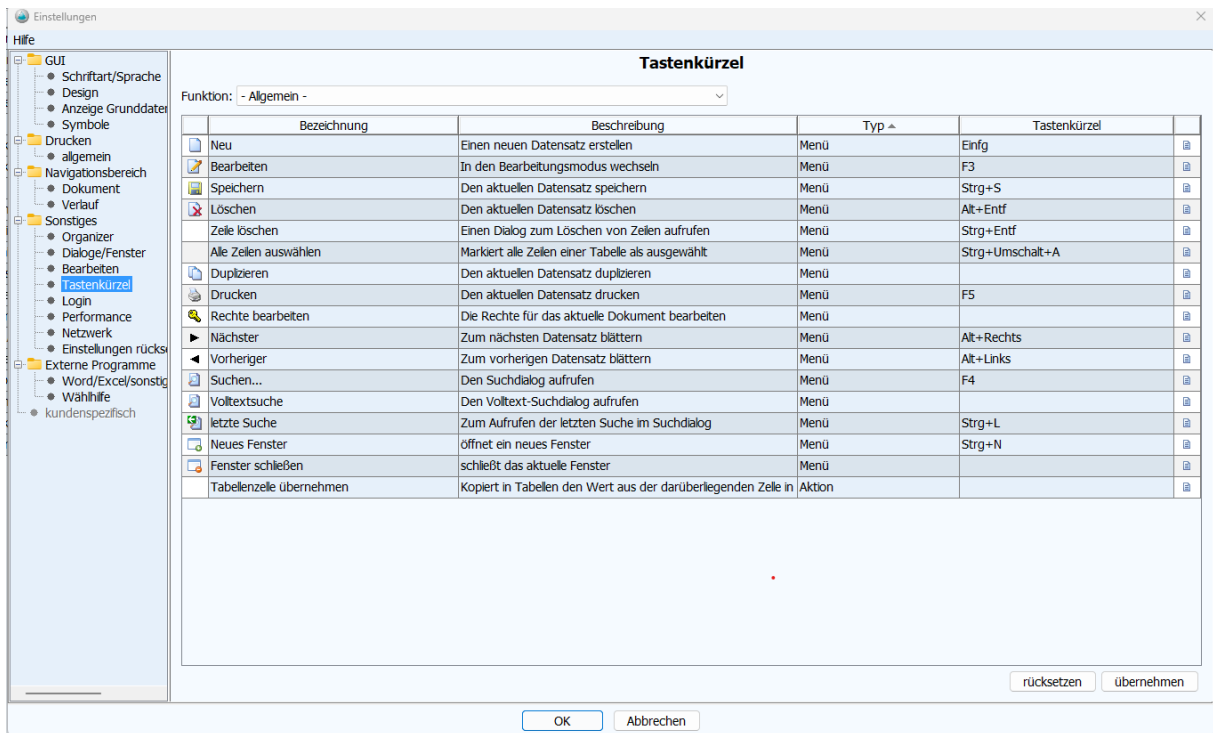 Einstellungen
Hilfe
GUI
Schriftart/Sprache
Design
Anzeige Grunddaten
Symbole
Drucken
allgemein
Navigationsbereich
Dokument
Verlauf
Sonstiges
Organizer
Dialoge/Fenster
Bearbeiten
Tastenkürzel
Login
Performance
Netzwerk
Einstellungen rückse
Externe Programme
Word/Excel/sonstig
Wählhilfe
kundenspezifisch
Tastenkürzel
Funktion: - Allgemein -
Bezeichnung Beschreibung Typ Tastenkürzel
Neu Einen neuen Datensatz erstellen Menü Einfg
Bearbeiten In den Bearbeitungsmodus wechseln Menü F3
Speichern Den aktuellen Datensatz speichern Menü Strg+S
Löschen Den aktuellen Datensatz löschen Menü Alt+Entf
Zeile löschen Einen Dialog zum Löschen von Zeilen aufrufen Menü Strg+Entf
Alle Zeilen auswählen Markiert alle Zeilen einer Tabelle als ausgewählt Menü Strg+Umschalt+A
Duplizieren Den aktuellen Datensatz duplizieren Menü
Drucken Den aktuellen Datensatz drucken Menü F5
Rechte bearbeiten Die Rechte für das aktuelle Dokument bearbeiten Menü
Nächster Zum nächsten Datensatz blättern Menü Alt+Rechts
Vorheriger Zum vorherigen Datensatz blättern Menü Alt+Links
Suchen... Den Suchdialog aufrufen Menü F4
Volltextsuche Den Volltext-Suchdialog aufrufen Menü
letzte Suche Zum Aufrufen der letzten Suche im Suchdialog Menü Strg+L
Neues Fenster öffnet ein neues Fenster Menü Strg+N
Fenster schließen schließt das aktuelle Fenster Menü
Tabellenzelle übernehmen Kopiert in Tabellen den Wert aus der darüberliegenden Zelle in Aktion
rücksetzen übernehmen
OK Abbrechen